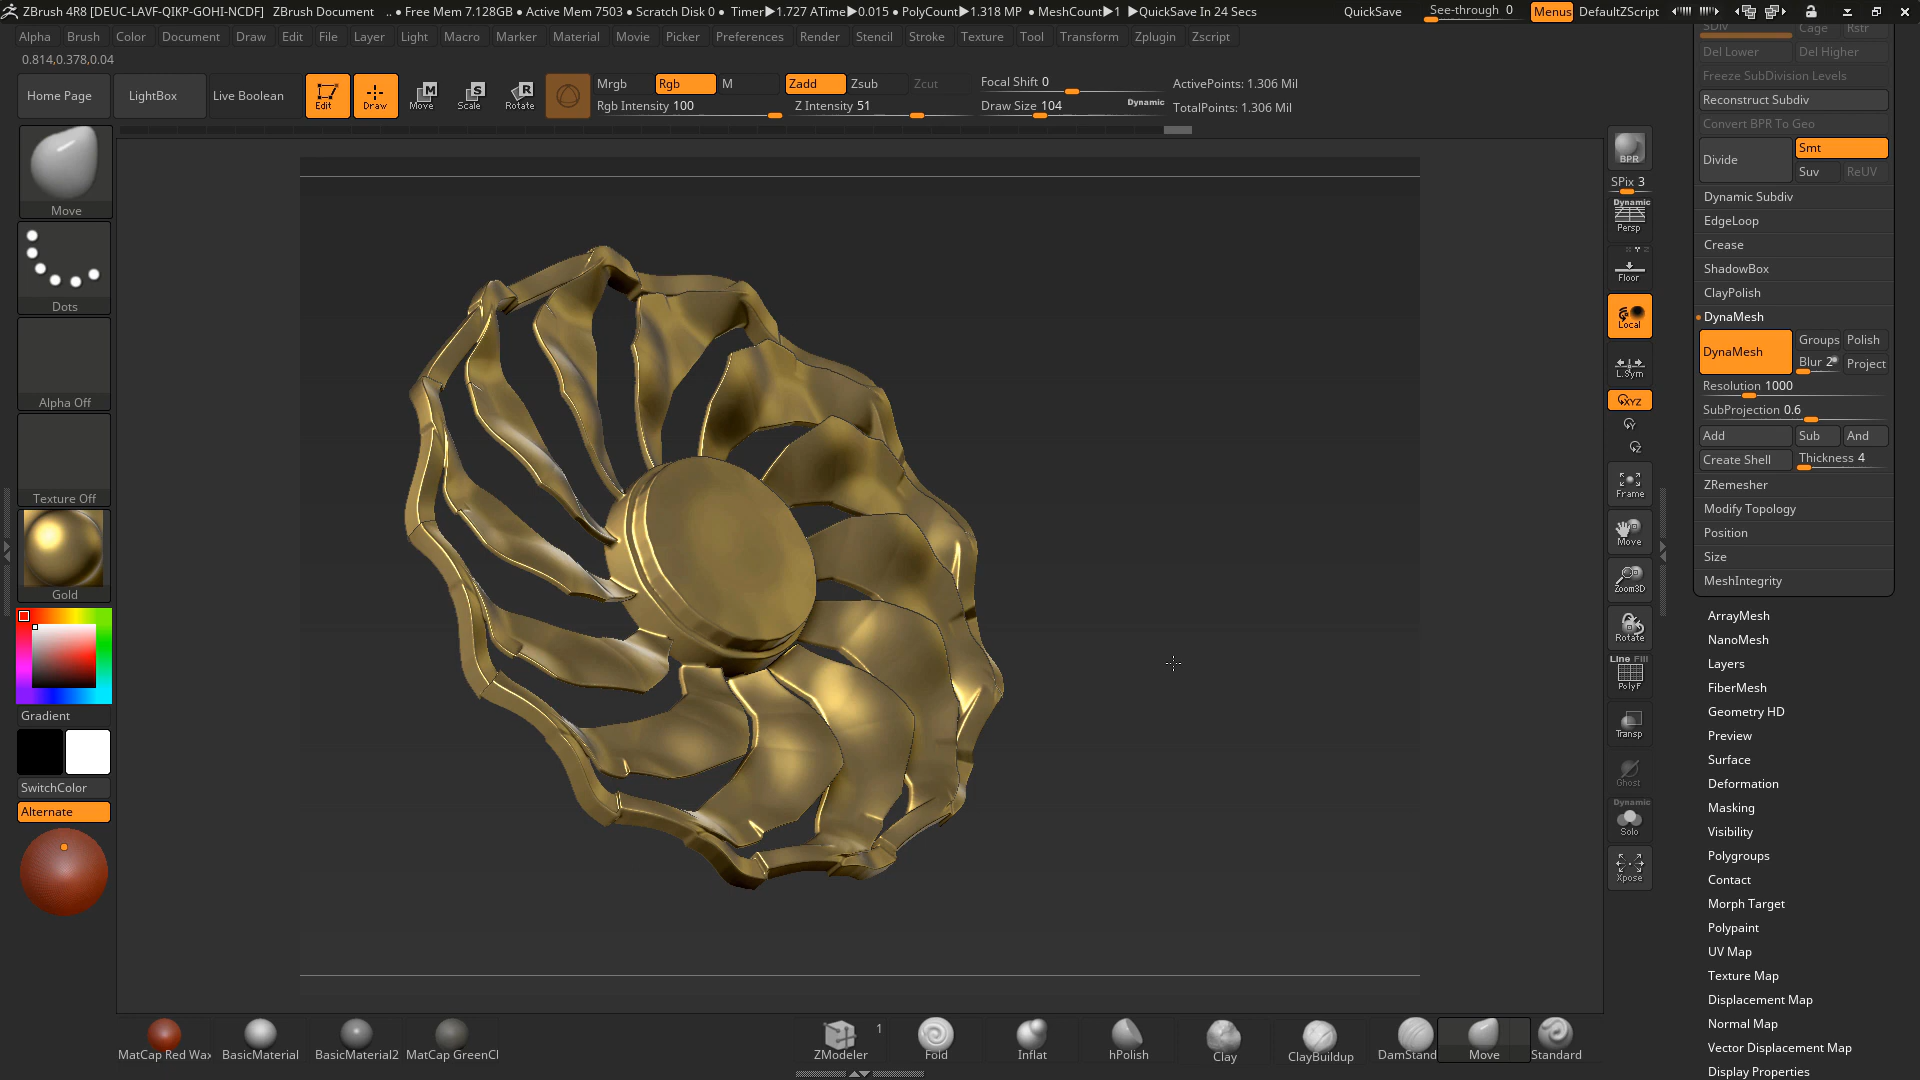 ZBrush 4R8 [DEUC-LAVF-QIKP-GOHI-NCDF] ZBrush Document .. ● Free Mem 7.128GB ● Active Mem 7503 ● Scratch Disk 0 ● Timer▶1.727 ATime▶0.015 ● PolyCount▶1.318 MP ● MeshCount▶1 ▶QuickSave In 24 Secs QuickSave See-through 0 Menus DefaultZScript
Alpha Brush Color Document Draw Edit File Layer Light Macro Marker Material Movie Picker Preferences Render Stencil Stroke Texture Tool Transform Zplugin Zscript
0.814,0.378,0.04
Home Page LightBox Live Boolean
Edit Draw Move Scale Rotate
Mrgb Rgb M Zadd Zsub Zcut
Rgb Intensity 100 Z Intensity 51
Focal Shift 0
Draw Size 104 Dynamic
ActivePoints: 1.306 Mil
TotalPoints: 1.306 Mil
Move
Dots
Alpha Off
Texture Off
Gold
Gradient
SwitchColor
Alternate
BPR
SPix 3
Dynamic
Persp
Floor
Local
L.Sym
XYZ
Frame
Move
Zoom3D
Rotate
Line Fill
PolyF
Transp
Ghost
Dynamic
Solo
Xpose
SDiv Cage Rstr
Del Lower Del Higher
Freeze SubDivision Levels
Reconstruct Subdiv
Convert BPR To Geo
Divide Smt
Suv ReUV
Dynamic Subdiv
EdgeLoop
Crease
ShadowBox
ClayPolish
DynaMesh
DynaMesh Groups Polish
Blur 2 Project
Resolution 1000
SubProjection 0.6
Add Sub And
Create Shell Thickness 4
ZRemesher
Modify Topology
Position
Size
MeshIntegrity
ArrayMesh
NanoMesh
Layers
FiberMesh
Geometry HD
Preview
Surface
Deformation
Masking
Visibility
Polygroups
Contact
Morph Target
Polypaint
UV Map
Texture Map
Displacement Map
Normal Map
Vector Displacement Map
Display Properties
MatCap Red Wax BasicMaterial BasicMaterial2 MatCap GreenCl
1
ZModeler Fold Inflat hPolish Clay ClayBuildup DamStand Move Standard